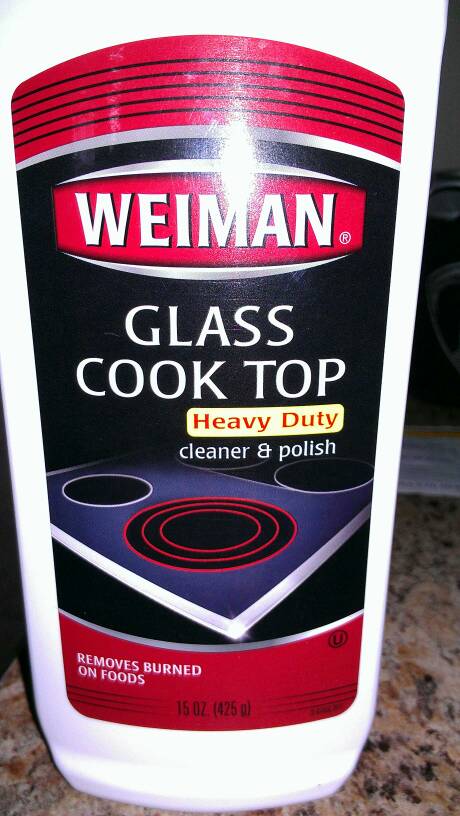 WEIMAN®
GLASS
COOK TOP
Heavy Duty
cleaner & polish
U
REMOVES BURNED
ON FOODS
15 OZ. (425 g)